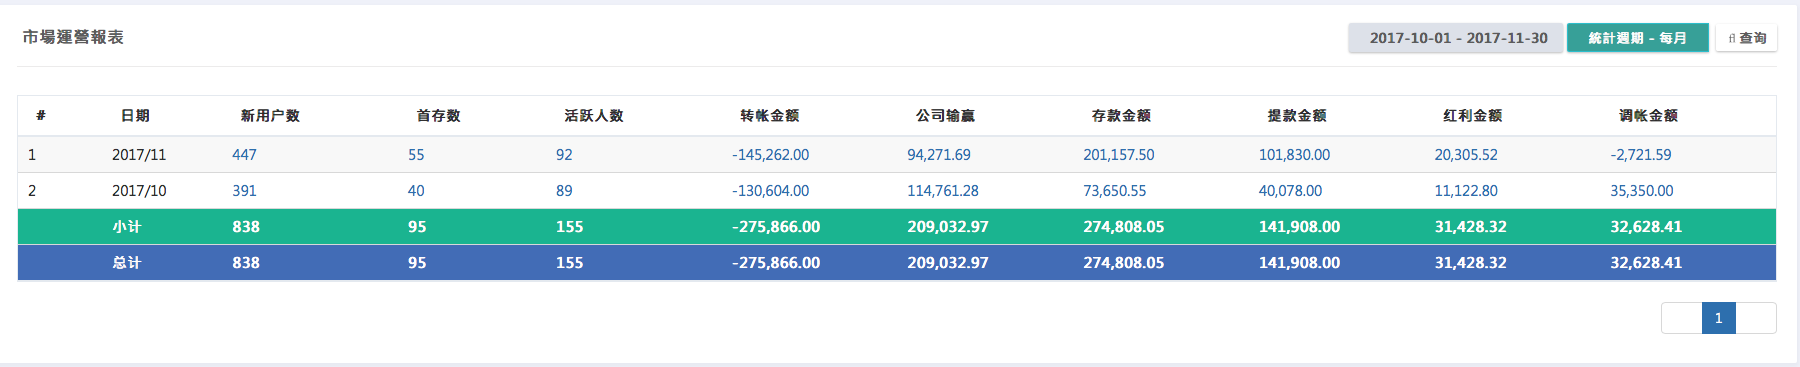 市場運營報表 2017-10-01 - 2017-11-30 統計週期 - 每月 查询
# 日期 新用户数 首存数 活跃人数 转帐金额 公司输赢 存款金额 提款金额 红利金额 调帐金额
1 2017/11 447 55 92 -145,262.00 94,271.69 201,157.50 101,830.00 20,305.52 -2,721.59
2 2017/10 391 40 89 -130,604.00 114,761.28 73,650.55 40,078.00 11,122.80 35,350.00
小计 838 95 155 -275,866.00 209,032.97 274,808.05 141,908.00 31,428.32 32,628.41
总计 838 95 155 -275,866.00 209,032.97 274,808.05 141,908.00 31,428.32 32,628.41
1